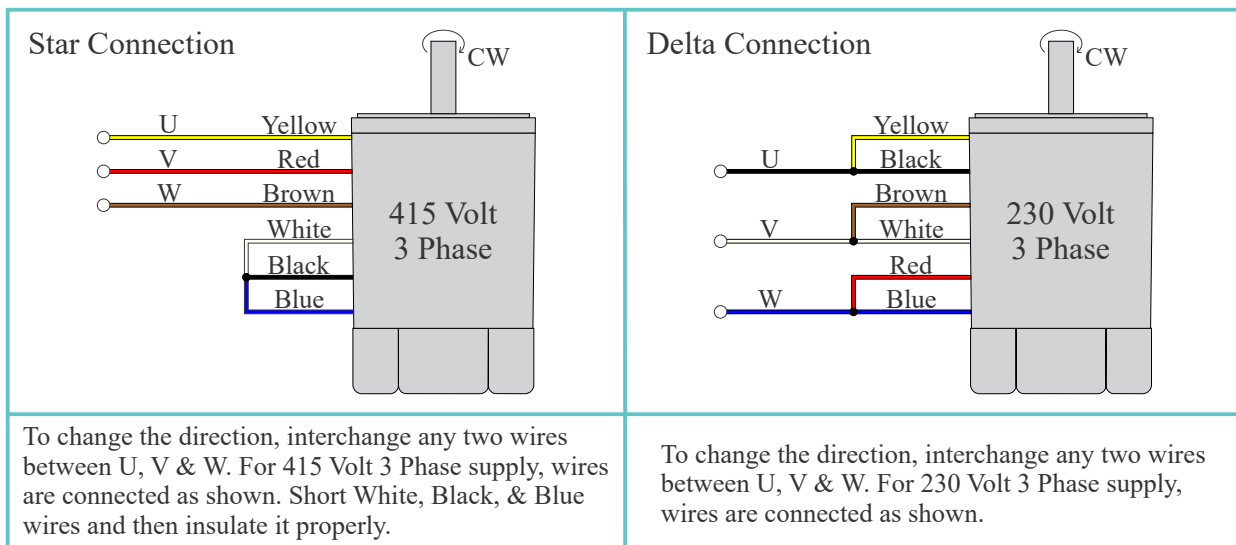 Star Connection
CW
U Yellow
V Red
W Brown
White
Black
Blue
415 Volt
3 Phase
To change the direction, interchange any two wires
between U, V & W. For 415 Volt 3 Phase supply, wires
are connected as shown. Short White, Black, & Blue
wires and then insulate it properly.
Delta Connection
CW
Yellow
U Black
Brown
V White
Red
W Blue
230 Volt
3 Phase
To change the direction, interchange any two wires
between U, V & W. For 230 Volt 3 Phase supply,
wires are connected as shown.